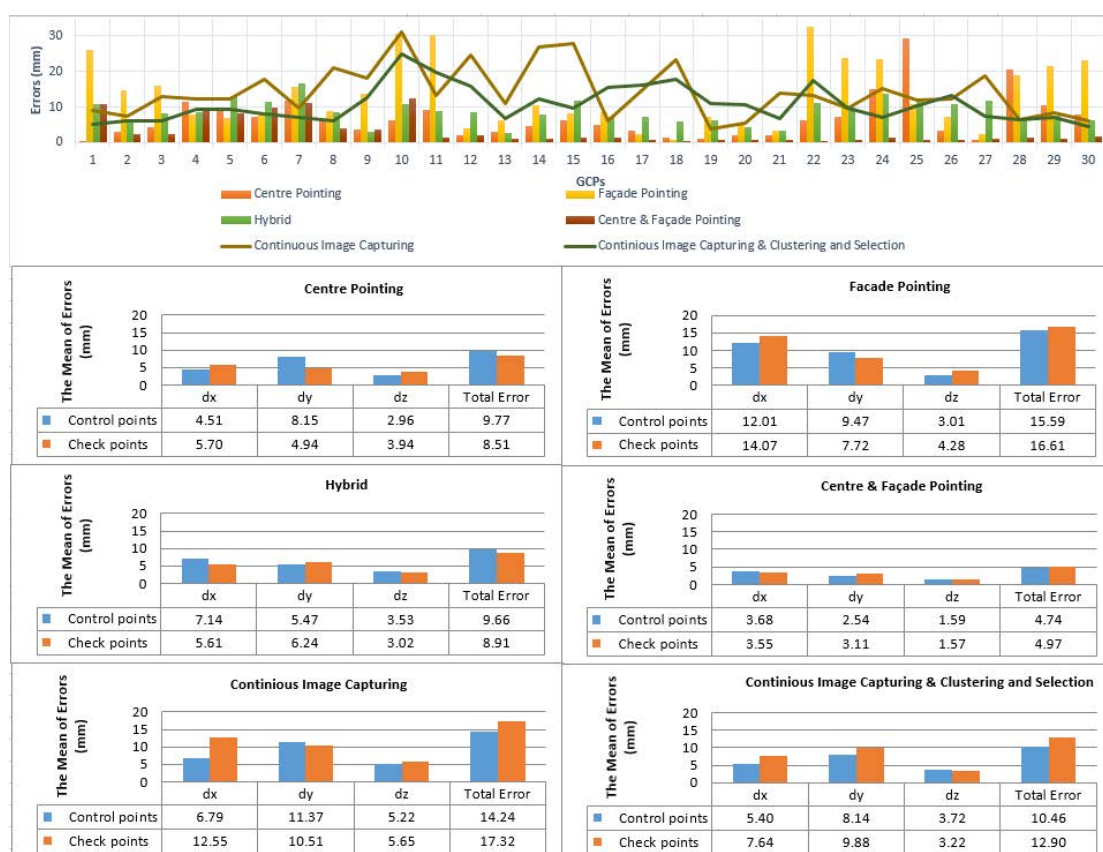 30
20
10
0
Errors (mm)
1 2 3 4 5 6 7 8 9 10 11 12 13 14 15 16 17 18 19 20 21 22 23 24 25 26 27 28 29 30
GCPs
Centre Pointing Façade Pointing
Hybrid Centre & Façade Pointing
Continuous Image Capturing Continious Image Capturing & Clustering and Selection
Centre Pointing
The Mean of Errors
(mm)
20
15
10
5
0
dx dy dz Total Error
Control points 4.51 8.15 2.96 9.77
Check points 5.70 4.94 3.94 8.51
Facade Pointing
The Mean of Errors
(mm)
20
15
10
5
0
dx dy dz Total Error
Control points 12.01 9.47 3.01 15.59
Check points 14.07 7.72 4.28 16.61
Hybrid
The Mean of Errors
(mm)
20
15
10
5
0
dx dy dz Total Error
Control points 7.14 5.47 3.53 9.66
Check points 5.61 6.24 3.02 8.91
Centre & Façade Pointing
The Mean of Errors
(mm)
20
15
10
5
0
dx dy dz Total Error
Control points 3.68 2.54 1.59 4.74
Check points 3.55 3.11 1.57 4.97
Continious Image Capturing
The Mean of Errors
(mm)
20
15
10
5
0
dx dy dz Total Error
Control points 6.79 11.37 5.22 14.24
Check points 12.55 10.51 5.65 17.32
Continious Image Capturing & Clustering and Selection
The Mean of Errors
(mm)
20
15
10
5
0
dx dy dz Total Error
Control points 5.40 8.14 3.72 10.46
Check points 7.64 9.88 3.22 12.90